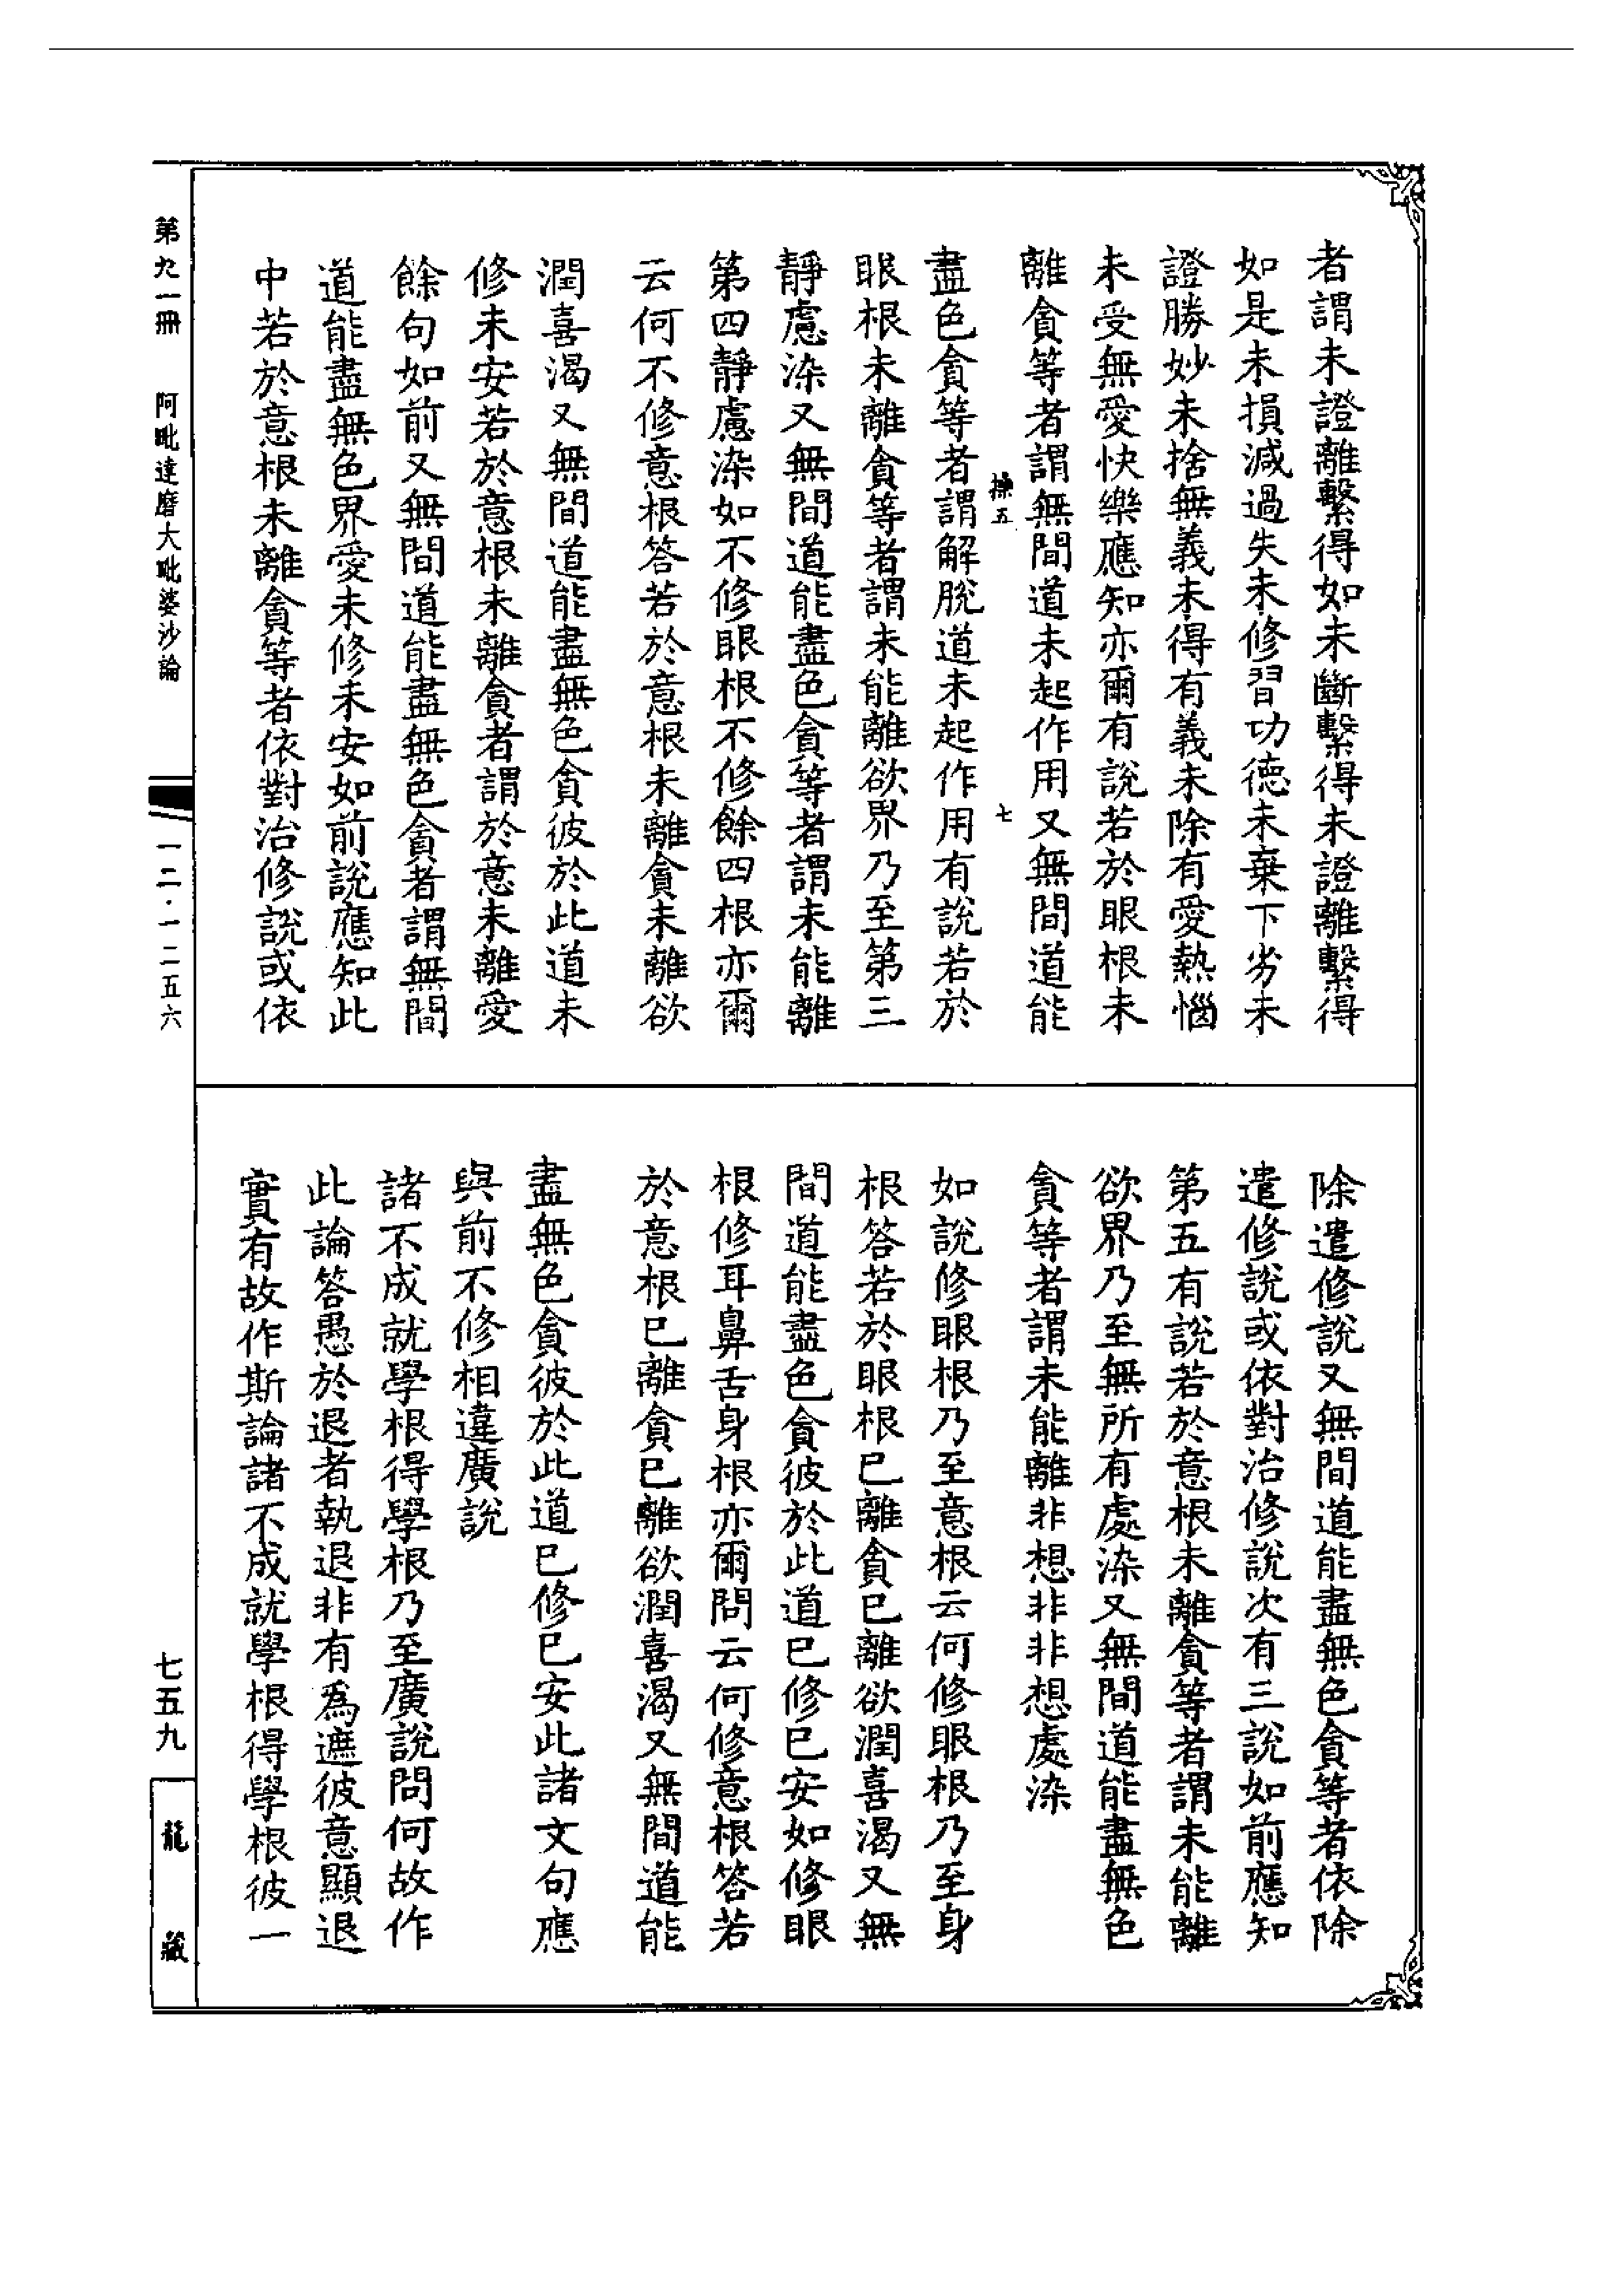 者謂未證離繫得如未斷繫得未證離繫得
如是未損減過失未修習功德未棄下劣未
證勝妙未捨無義未得有義未除有愛熱惱
未受無愛快樂應知亦爾有說若於眼根未
離貪等者謂無間道未起作用又無間道能
操五
七
盡色貪等者謂解脫道未起作用有說若於
眼根未離貪等者謂未能離欲界乃至第三
靜慮染又無間道能盡色貪等者謂未能離
第四靜慮染如不修眼根不修餘四根亦爾
云何不修意根答若於意根未離貪未離欲
潤喜渴又無間道能盡無色貪彼於此道未
修未安若於意根未離貪者謂於意未離愛
餘句如前又無間道能盡無色貪者謂無間
道能盡無色界愛未修未安如前說應知此
中若於意根未離貪等者依對治修說或依
除遣修說又無間道能盡無色貪等者依除
遣修說或依對治修說次有三說如前應知
第五有說若於意根未離貪等者謂未能離
欲界乃至無所有處染又無間道能盡無色
貪等者謂未能離非想非非想處染
如說修眼根乃至意根云何修眼根乃至身
根答若於眼根已離貪已離欲潤喜渴又無
間道能盡色貪彼於此道已修已安如修眼
根修耳鼻舌身根亦爾問云何修意根答若
於意根已離貪已離欲潤喜渴又無間道能
盡無色貪彼於此道已修已安此諸文句應
與前不修相違廣說
諸不成就學根得學根乃至廣說問何故作
此論答愚於退者執退非有為遮彼意顯退
實有故作斯論諸不成就學根得學根彼一
第九一冊 阿毗達磨大毗婆沙論
一二·一二五六
七五九
龍藏